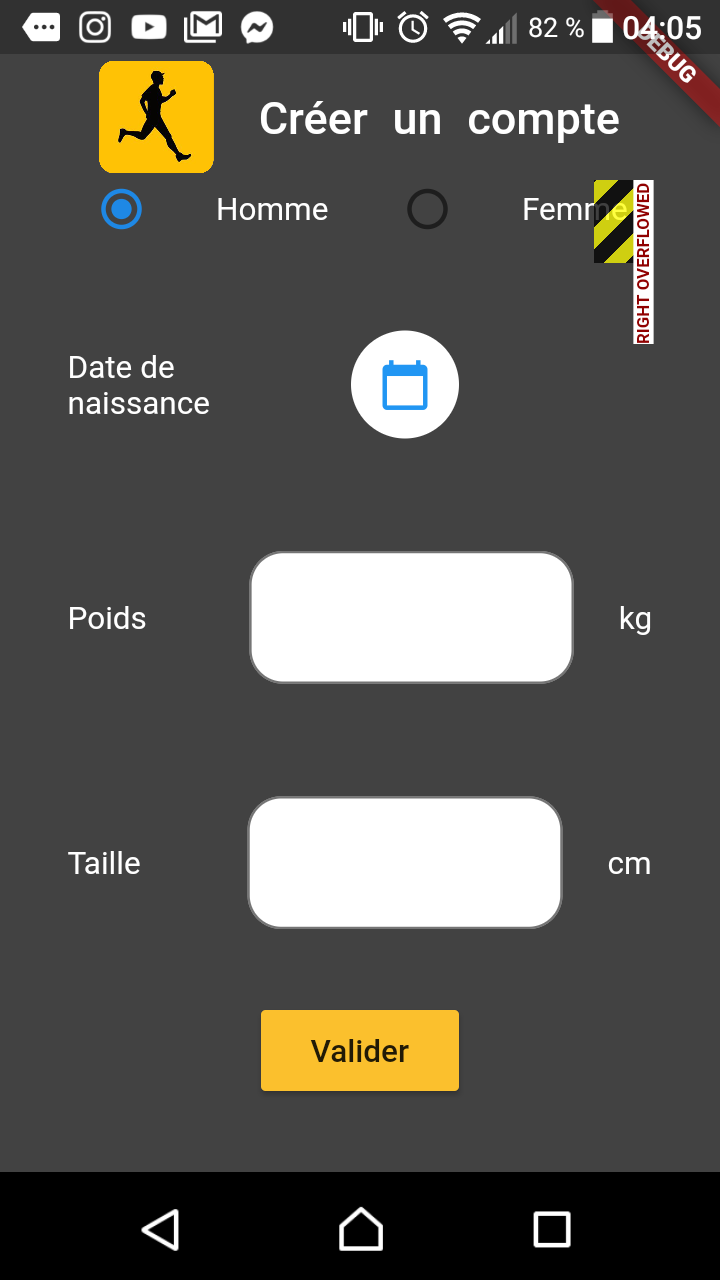 82 % 04:05
DEBUG
Créer un compte
Homme Femme
RIGHT OVERFLOWED
Date de
naissance
Poids kg
Taille cm
Valider